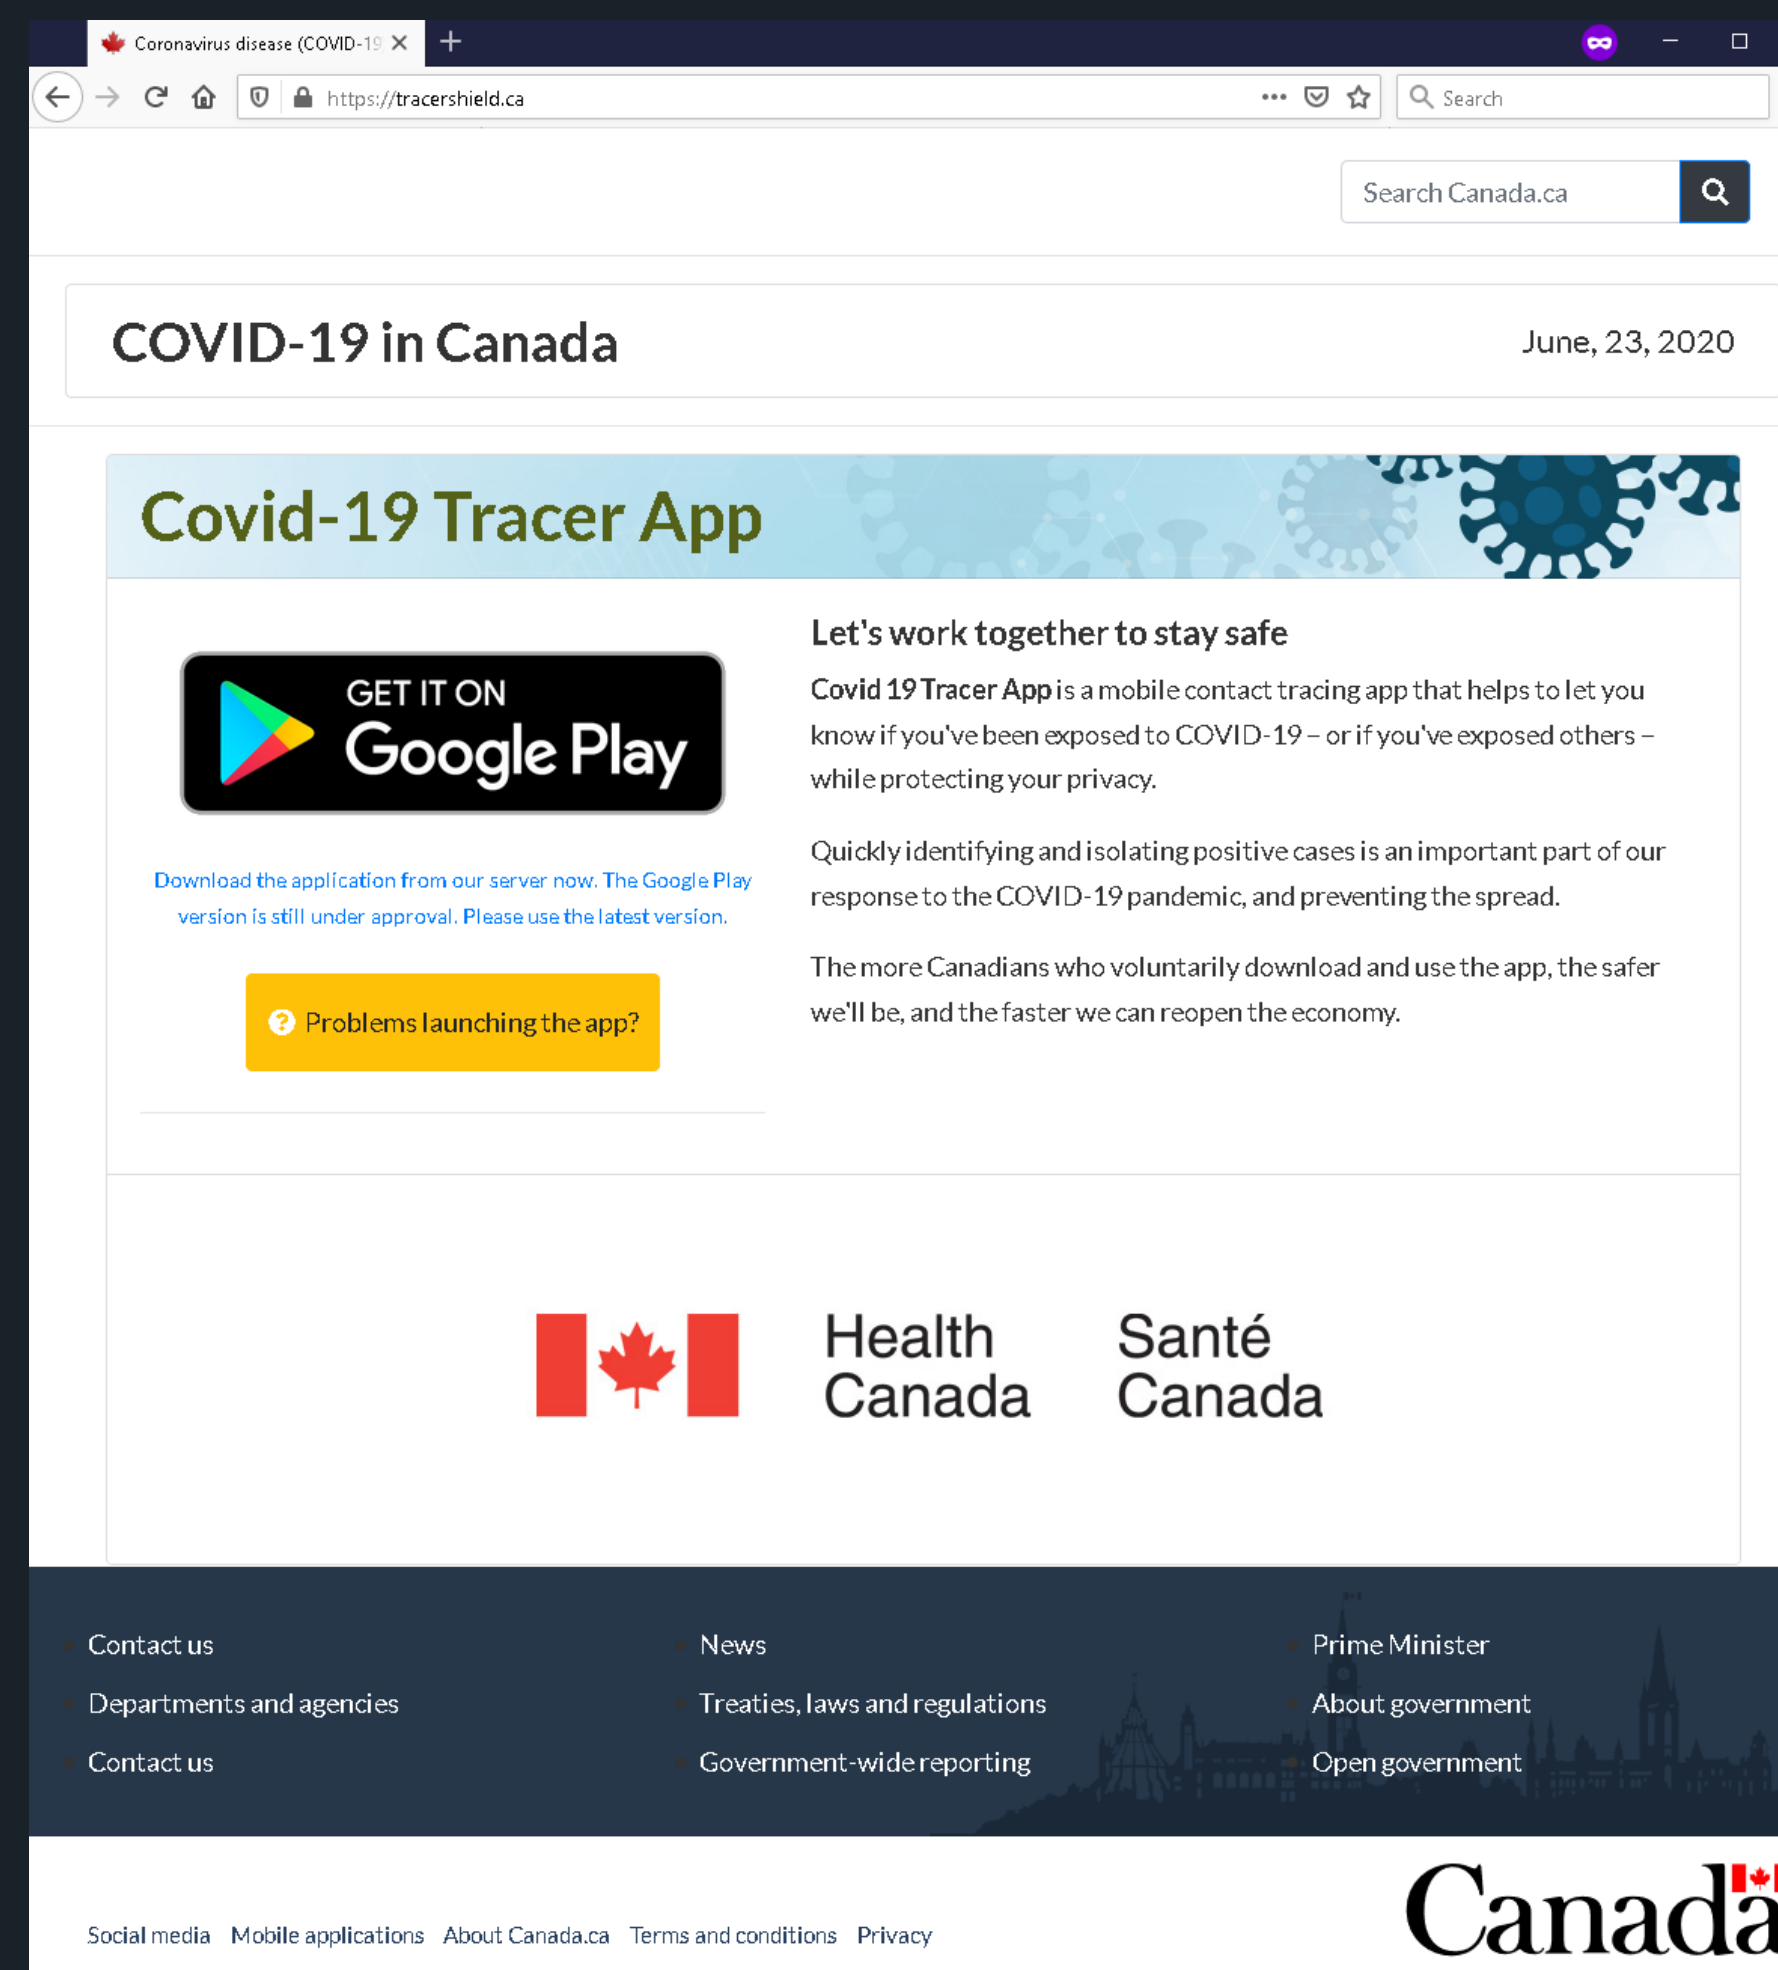 Coronavirus disease (COVID-19
https://tracershield.ca
Search
Search Canada.ca
COVID-19 in Canada
June, 23, 2020
Covid-19 Tracer App
GET IT ON
Google Play
Download the application from our server now. The Google Play
version is still under approval. Please use the latest version.
Problems launching the app?
Let's work together to stay safe
Covid 19 Tracer App is a mobile contact tracing app that helps to let you
know if you've been exposed to COVID-19 – or if you've exposed others –
while protecting your privacy.
Quickly identifying and isolating positive cases is an important part of our
response to the COVID-19 pandemic, and preventing the spread.
The more Canadians who voluntarily download and use the app, the safer
we'll be, and the faster we can reopen the economy.
Health
Canada
Santé
Canada
Contact us
Departments and agencies
Contact us
News
Treaties, laws and regulations
Government-wide reporting
Prime Minister
About government
Open government
Social media Mobile applications About Canada.ca Terms and conditions Privacy
Canada